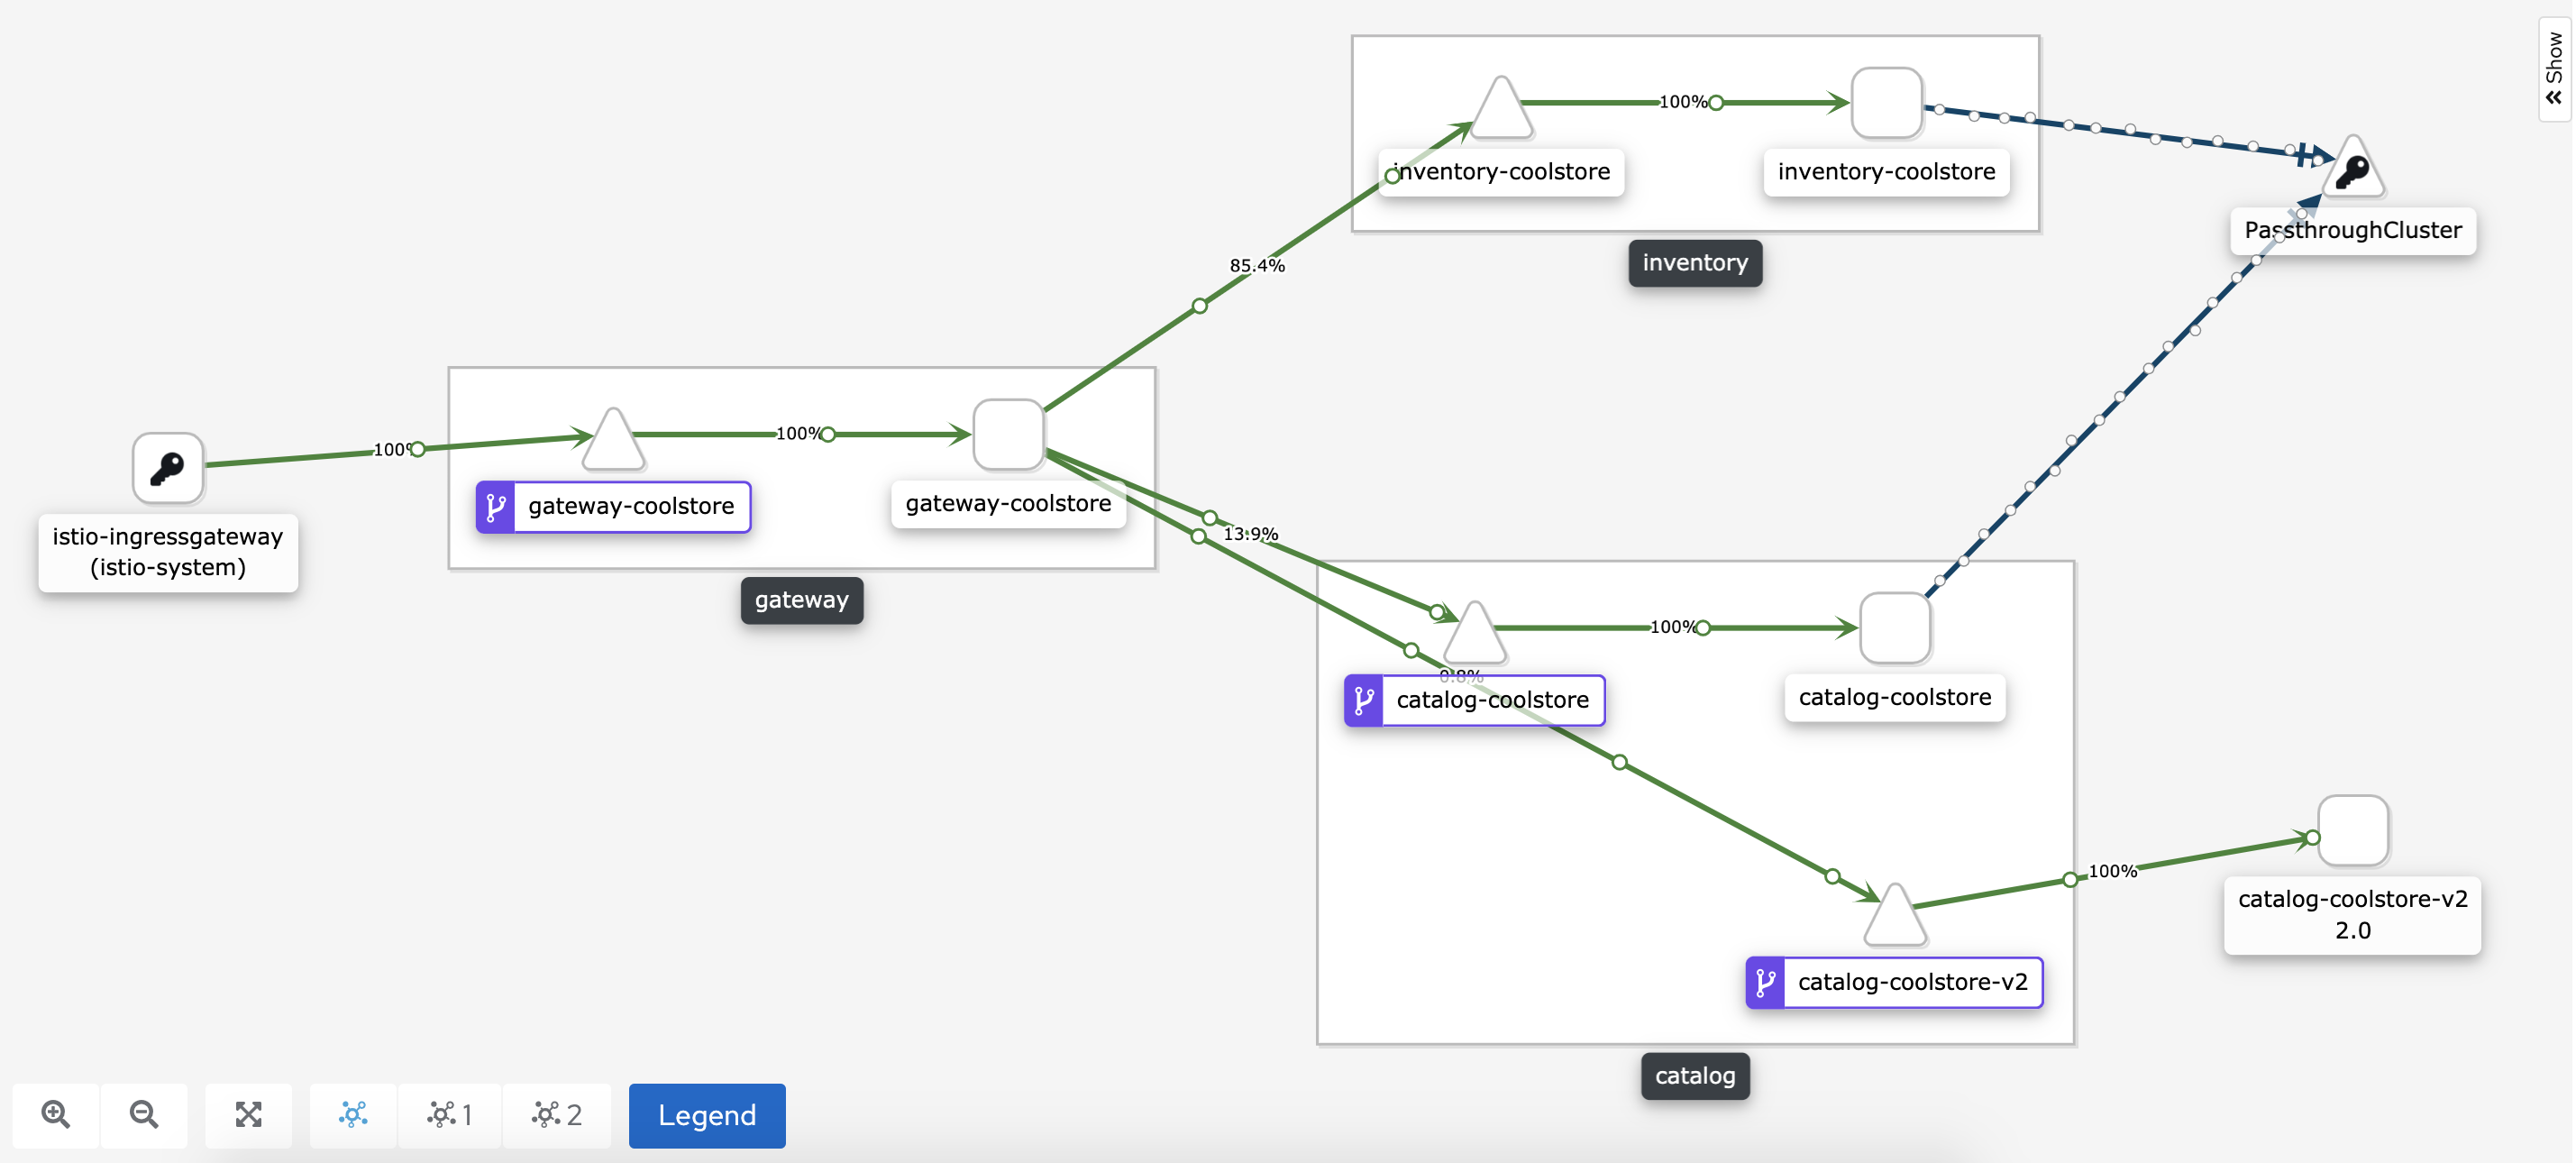 Show
100%
inventory-coolstore
inventory-coolstore
inventory
PassthroughCluster
85.4%
istio-ingressgateway
(istio-system)
100%
gateway-coolstore
gateway-coolstore
gateway
13.9%
100%
0.8%
catalog-coolstore
catalog-coolstore
100%
catalog-coolstore-v2
catalog-coolstore-v2
2.0
catalog
1
2
Legend